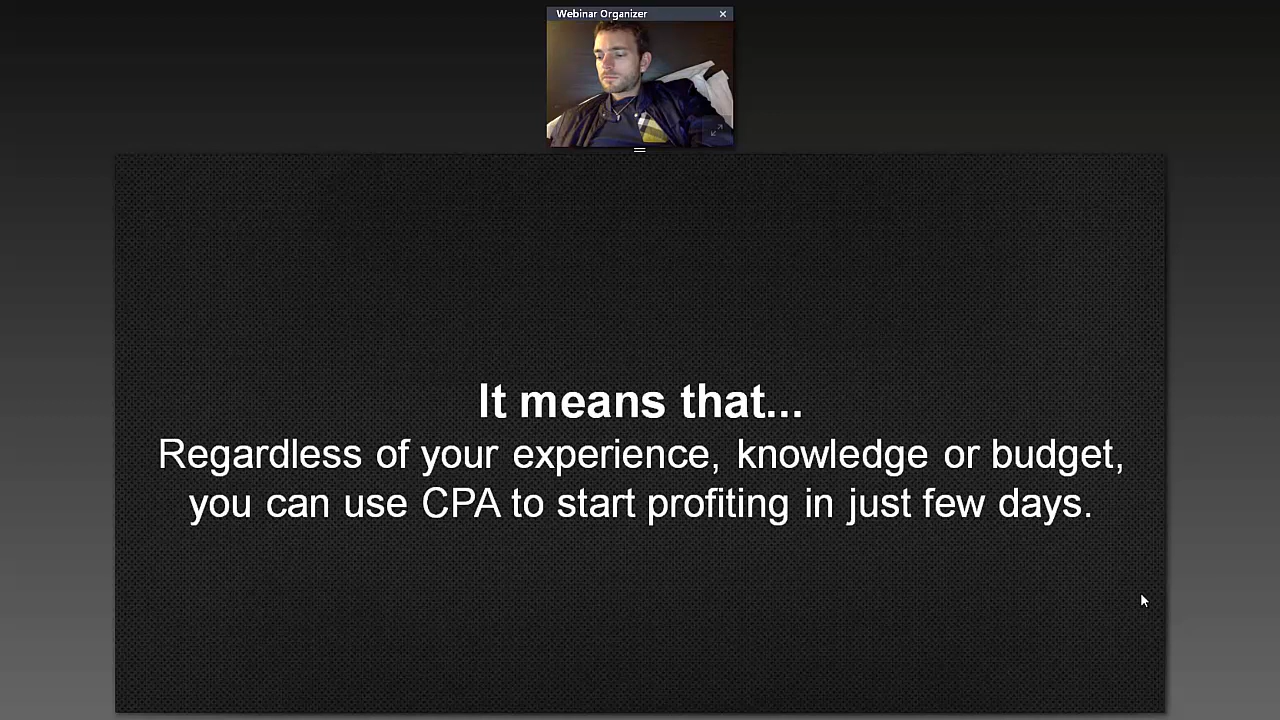 Webinar Organizer
It means that...
Regardless of your experience, knowledge or budget,
you can use CPA to start profiting in just few days.